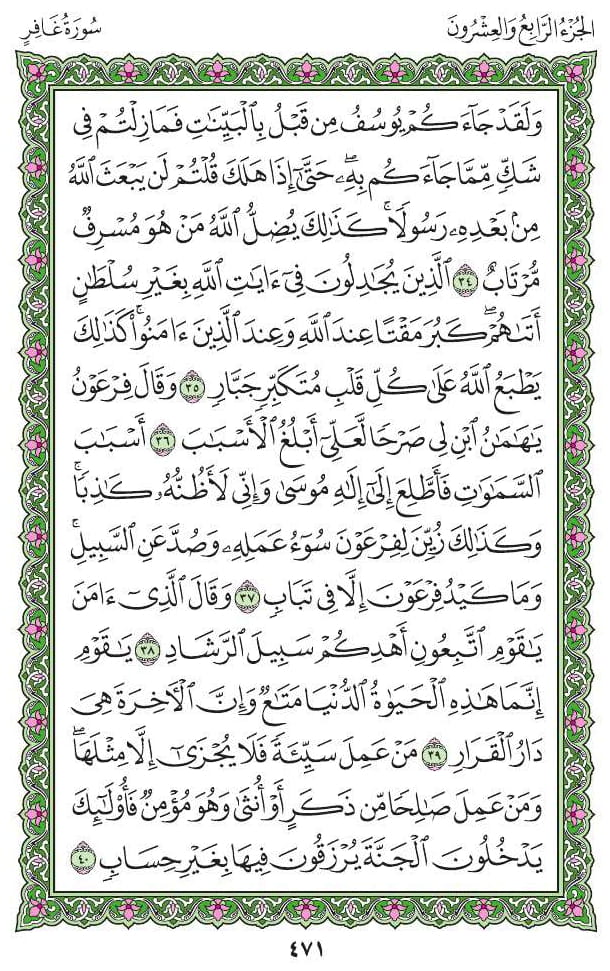 الجزء الرابع والعشرون
سورة غافر
وَلَقَدْ جَآءَكُمْ يُوسُفُ مِن قَبْلُ بِٱلْبَيِّنَٰتِ فَمَا زِلْتُمْ فِى
شَكٍّ مِّمَّا جَآءَكُم بِهِۦ ۖ حَتَّىٰٓ إِذَا هَلَكَ قُلْتُمْ لَن يَبْعَثَ ٱللَّهُ
مِنۢ بَعْدِهِۦ رَسُولًا ۚ كَذَٰلِكَ يُضِلُّ ٱللَّهُ مَنْ هُوَ مُسْرِفٌ
مُّرْتَابٌ ٣٤ ٱلَّذِينَ يُجَٰدِلُونَ فِىٓ ءَايَٰتِ ٱللَّهِ بِغَيْرِ سُلْطَٰنٍ
أَتَىٰهُمْ ۖ كَبُرَ مَقْتًا عِندَ ٱللَّهِ وَعِندَ ٱلَّذِينَ ءَامَنُوا۟ ۚ كَذَٰلِكَ
يَطْبَعُ ٱللَّهُ عَلَىٰ كُلِّ قَلْبِ مُتَكَبِّرٍ جَبَّارٍ ٣٥ وَقَالَ فِرْعَوْنُ
يَٰهَٰمَٰنُ ٱبْنِ لِى صَرْحًا لَّعَلِّىٓ أَبْلُغُ ٱلْأَسْبَٰبَ ٣٦ أَسْبَٰبَ
ٱلسَّمَٰوَٰتِ فَأَطَّلِعَ إِلَىٰٓ إِلَٰهِ مُوسَىٰ وَإِنِّى لَأَظُنُّهُۥ كَٰذِبًا ۚ
وَكَذَٰلِكَ زُيِّنَ لِفِرْعَوْنَ سُوٓءُ عَمَلِهِۦ وَصُدَّ عَنِ ٱلسَّبِيلِ ۚ
وَمَا كَيْدُ فِرْعَوْنَ إِلَّا فِى تَبَابٍ ٣٧ وَقَالَ ٱلَّذِىٓ ءَامَنَ
يَٰقَوْمِ ٱتَّبِعُونِ أَهْدِكُمْ سَبِيلَ ٱلرَّشَادِ ٣٨ يَٰقَوْمِ
إِنَّمَا هَٰذِهِ ٱلْحَيَوٰةُ ٱلدُّنْيَا مَتَٰعٌ وَإِنَّ ٱلْءَاخِرَةَ هِىَ
دَارُ ٱلْقَرَارِ ٣٩ مَنْ عَمِلَ سَيِّئَةً فَلَا يُجْزَىٰٓ إِلَّا مِثْلَهَا ۖ
وَمَنْ عَمِلَ صَٰلِحًا مِّن ذَكَرٍ أَوْ أُنثَىٰ وَهُوَ مُؤْمِنٌ فَأُو۟لَٰٓئِكَ
يَدْخُلُونَ ٱلْجَنَّةَ يُرْزَقُونَ فِيهَا بِغَيْرِ حِسَابٍ ٤٠
٤٧١